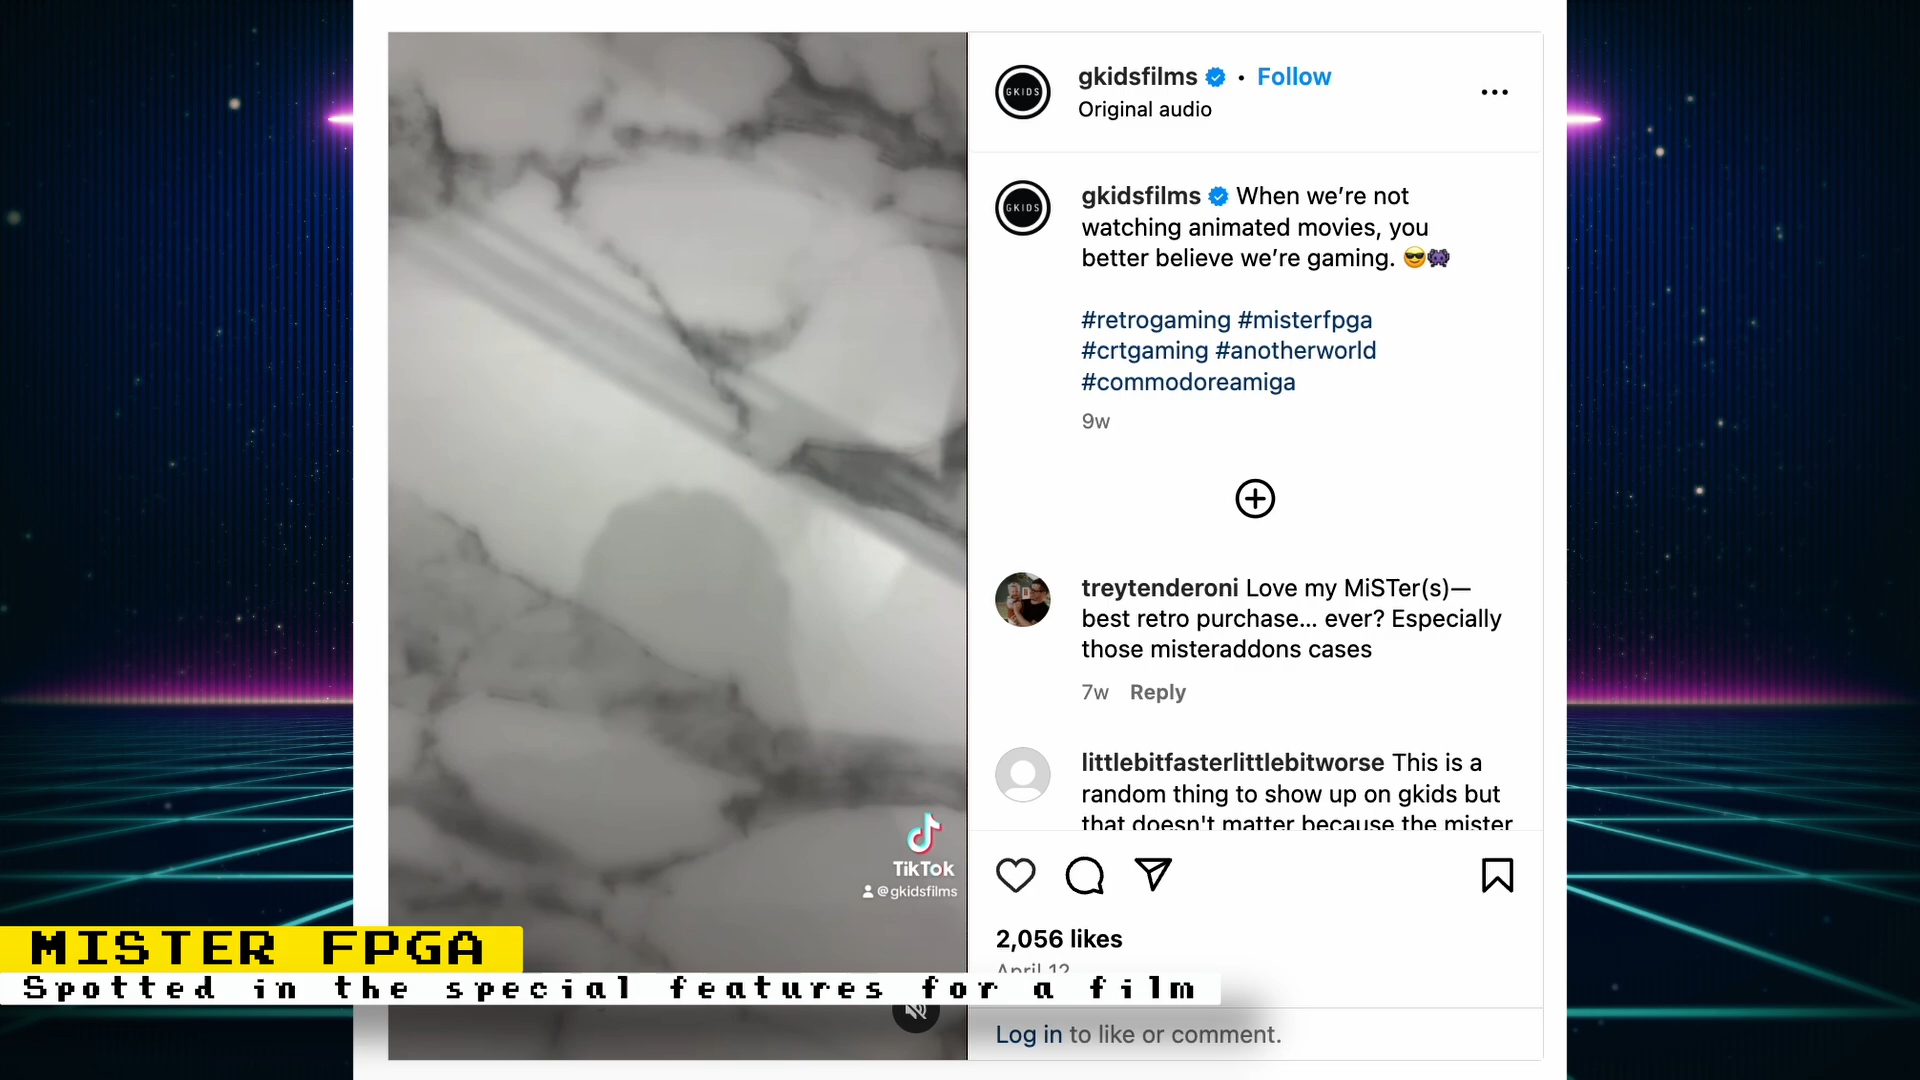 GKIDS
gkidsfilms • Follow
Original audio
GKIDS
gkidsfilms When we’re not
watching animated movies, you
better believe we’re gaming. 😎👾
#retrogaming #misterfpga
#crtgaming #anotherworld
#commodoreamiga
9w
treytenderoni Love my MiSTer(s)—
best retro purchase... ever? Especially
those misteraddons cases
7w Reply
littlebitfasterlittlebitworse This is a
random thing to show up on gkids but
that doesn't matter because the mister
TikTok
@gkidsfilms
2,056 likes
April 12
Log in to like or comment.
MISTER FPGA
Spotted in the special features for a film